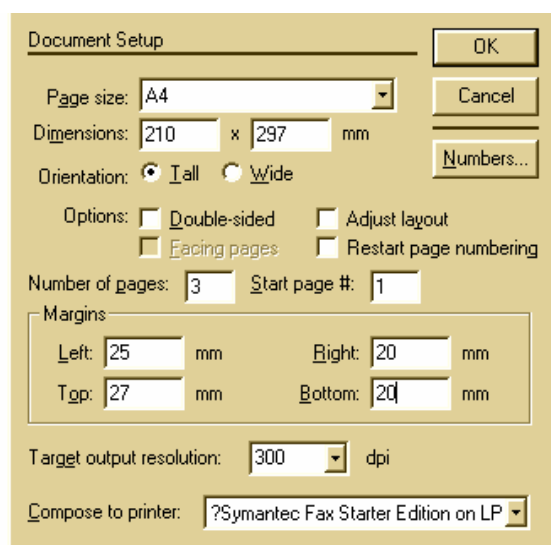 Document Setup
OK
Page size: A4
Cancel
Dimensions: 210 x 297 mm
Numbers...
Orientation: Tall Wide
Options: Double-sided Adjust layout
Facing pages Restart page numbering
Number of pages: 3 Start page #: 1
Margins
Left: 25 mm Right: 20 mm
Top: 27 mm Bottom: 20 mm
Target output resolution: 300 dpi
Compose to printer: ?Symantec Fax Starter Edition on LP